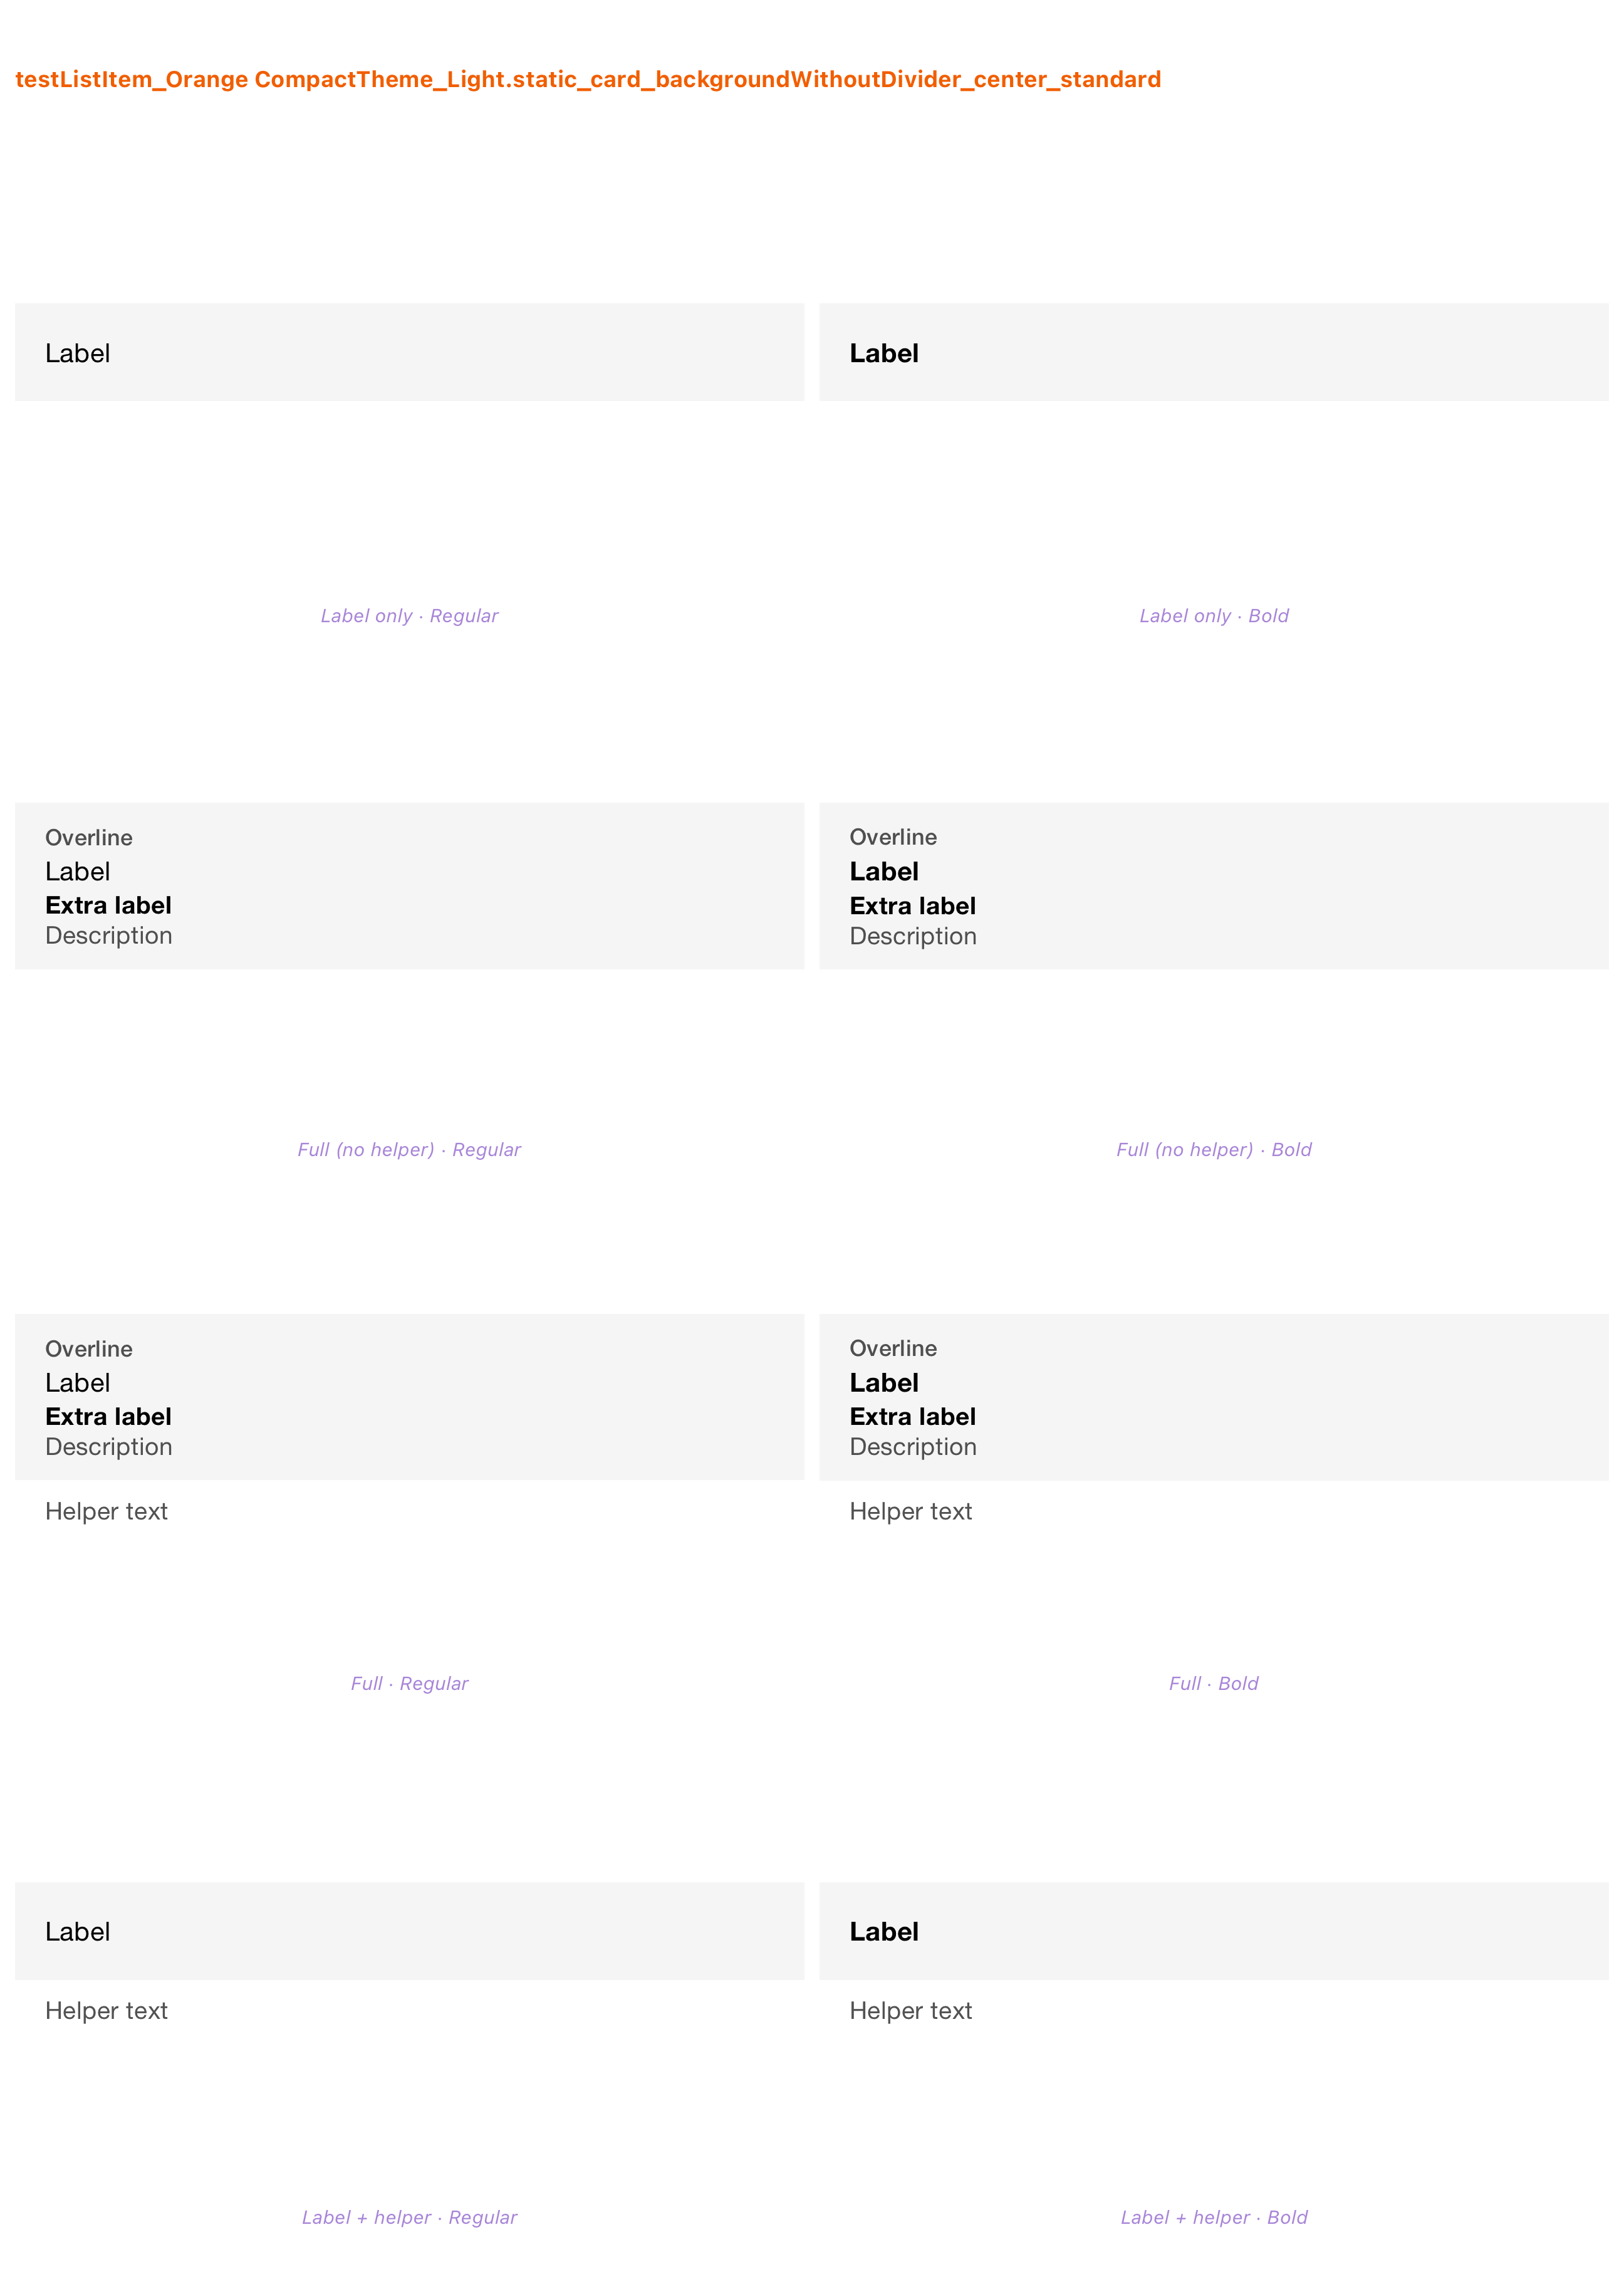 testListItem_Orange CompactTheme_Light.static_card_backgroundWithoutDivider_center_standard
Label
Label
Label only · Regular
Label only · Bold
Overline
Label
Extra label
Description
Overline
Label
Extra label
Description
Full (no helper) · Regular
Full (no helper) · Bold
Overline
Label
Extra label
Description
Helper text
Overline
Label
Extra label
Description
Helper text
Full · Regular
Full · Bold
Label
Helper text
Label
Helper text
Label + helper · Regular
Label + helper · Bold